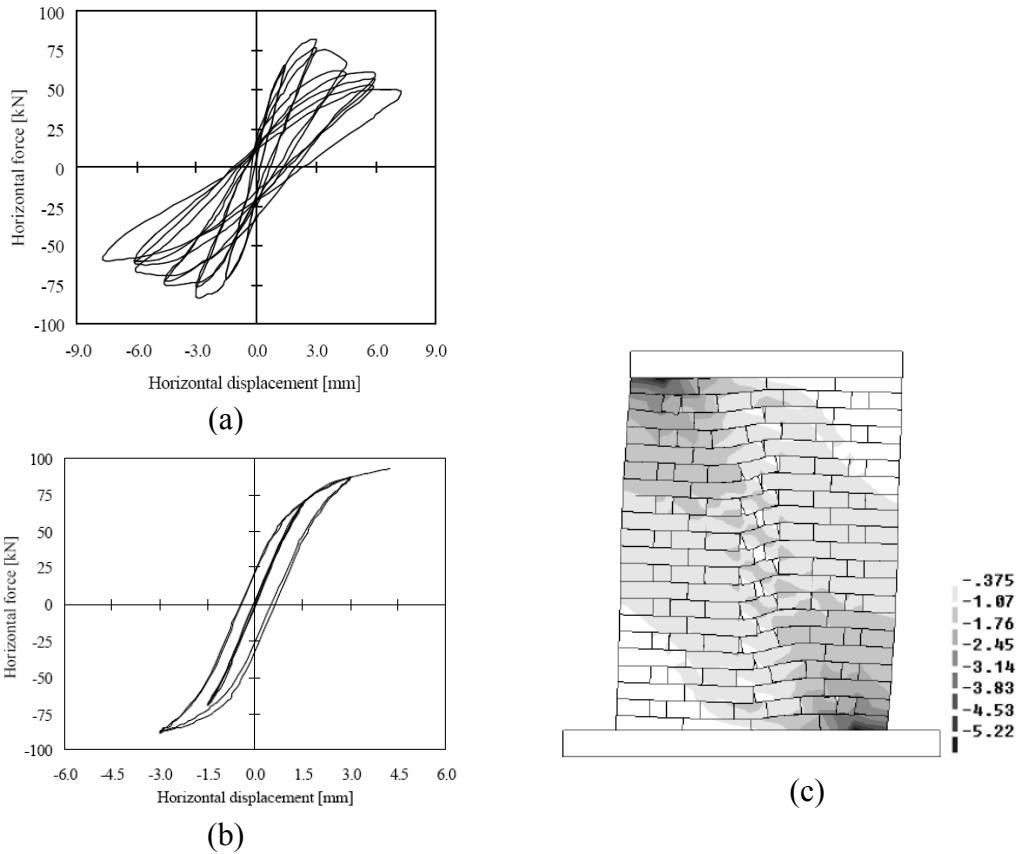 100
75
50
25
0
-25
-50
-75
-100
Horizontal force [kN]
-9.0 -6.0 -3.0 0.0 3.0 6.0 9.0
Horizontal displacement [mm]
(a)
100
75
50
25
0
-25
-50
-75
-100
Horizontal force [kN]
-6.0 -4.5 -3.0 -1.5 0.0 1.5 3.0 4.5 6.0
Horizontal displacement [mm]
(b)
-.375
-1.07
-1.76
-2.45
-3.14
-3.83
-4.53
-5.22
(c)